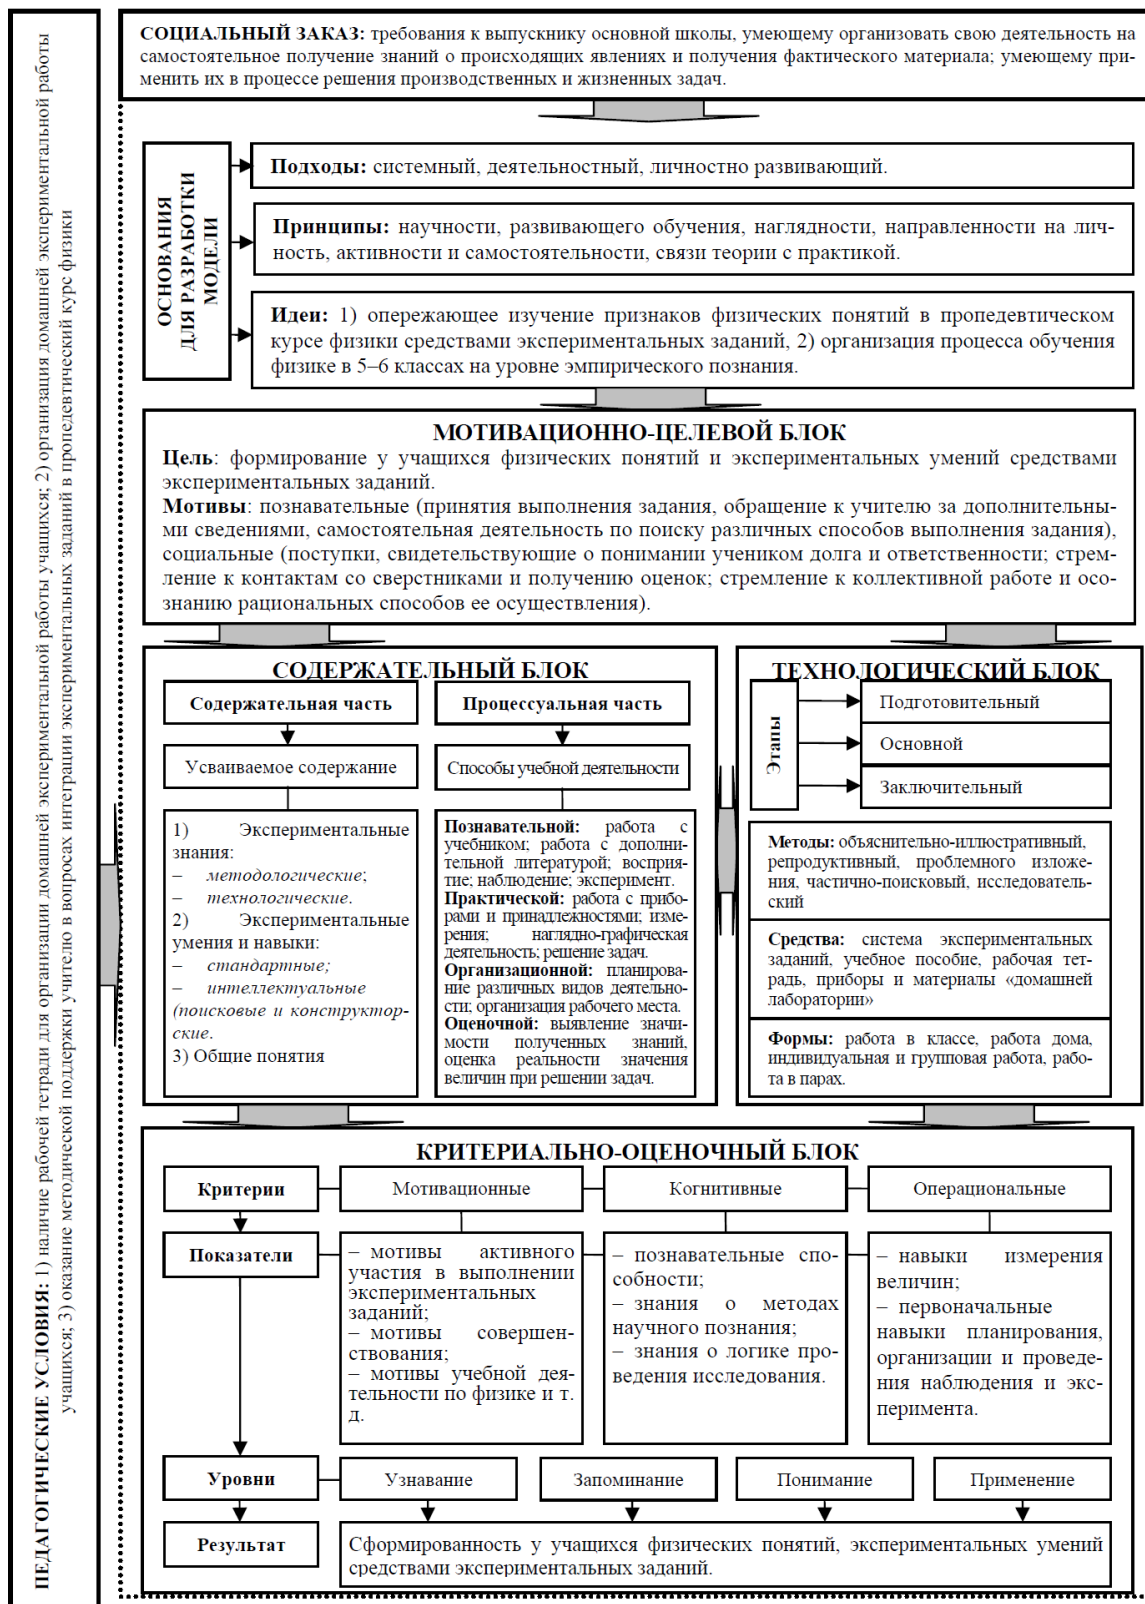 ПЕДАГОГИЧЕСКИЕ УСЛОВИЯ: 1) наличие рабочей тетради для организации домашней экспериментальной работы учащихся; 2) организация домашней экспериментальной работы
учащихся; 3) оказание методической поддержки учителю в вопросах интеграции экспериментальных заданий в пропедевтический курс физики
СОЦИАЛЬНЫЙ ЗАКАЗ: требования к выпускнику основной школы, умеющему организовать свою деятельность на
самостоятельное получение знаний о происходящих явлениях и получения фактического материала; умеющему при-
менить их в процессе решения производственных и жизненных задач.
ОСНОВАНИЯ
ДЛЯ РАЗРАБОТКИ
МОДЕЛИ
Подходы: системный, деятельностный, личностно развивающий.
Принципы: научности, развивающего обучения, наглядности, направленности на лич-
ность, активности и самостоятельности, связи теории с практикой.
Идеи: 1) опережающее изучение признаков физических понятий в пропедевтическом
курсе физики средствами экспериментальных заданий, 2) организация процесса обучения
физике в 5–6 классах на уровне эмпирического познания.
МОТИВАЦИОННО-ЦЕЛЕВОЙ БЛОК
Цель: формирование у учащихся физических понятий и экспериментальных умений средствами
экспериментальных заданий.
Мотивы: познавательные (принятия выполнения задания, обращение к учителю за дополнительны-
ми сведениями, самостоятельная деятельность по поиску различных способов выполнения задания),
социальные (поступки, свидетельствующие о понимании учеником долга и ответственности; стрем-
ление к контактам со сверстниками и получению оценок; стремление к коллективной работе и осо-
знанию рациональных способов ее осуществления).
СОДЕРЖАТЕЛЬНЫЙ БЛОК
Содержательная часть
Усваиваемое содержание
1) Экспериментальные
знания:
– методологические;
– технологические.
2) Экспериментальные
умения и навыки:
– стандартные;
– интеллектуальные
(поисковые и конструктор-
ские.
3) Общие понятия
Процессуальная часть
Способы учебной деятельности
Познавательной: работа с
учебником; работа с дополни-
тельной литературой; восприя-
тие; наблюдение; эксперимент.
Практической: работа с прибо-
рами и принадлежностями; изме-
рения; наглядно-графическая
деятельность; решение задач.
Организационной: планирова-
ние различных видов деятельно-
сти; организация рабочего места.
Оценочной: выявление значи-
мости полученных знаний,
оценка реальности значения
величин при решении задач.
ТЕХНОЛОГИЧЕСКИЙ БЛОК
Этапы
Подготовительный
Основной
Заключительный
Методы: объяснительно-иллюстративный,
репродуктивный, проблемного изложе-
ния, частично-поисковый, исследователь-
ский
Средства: система экспериментальных
заданий, учебное пособие, рабочая тет-
радь, приборы и материалы «домашней
лаборатории»
Формы: работа в классе, работа дома,
индивидуальная и групповая работа, рабо-
та в парах.
КРИТЕРИАЛЬНО-ОЦЕНОЧНЫЙ БЛОК
Критерии
Мотивационные
Когнитивные
Операциональные
Показатели
– мотивы активного
участия в выполнении
экспериментальных
заданий;
– мотивы совершен-
ствования;
– мотивы учебной дея-
тельности по физике и т.
д.
– познавательные спо-
собности;
– знания о методах
научного познания;
– знания о логике про-
ведения исследования.
– навыки измерения
величин;
– первоначальные
навыки планирования,
организации и проведе-
ния наблюдения и экс-
перимента.
Уровни
Узнавание
Запоминание
Понимание
Применение
Результат
Сформированность у учащихся физических понятий, экспериментальных умений
средствами экспериментальных заданий.